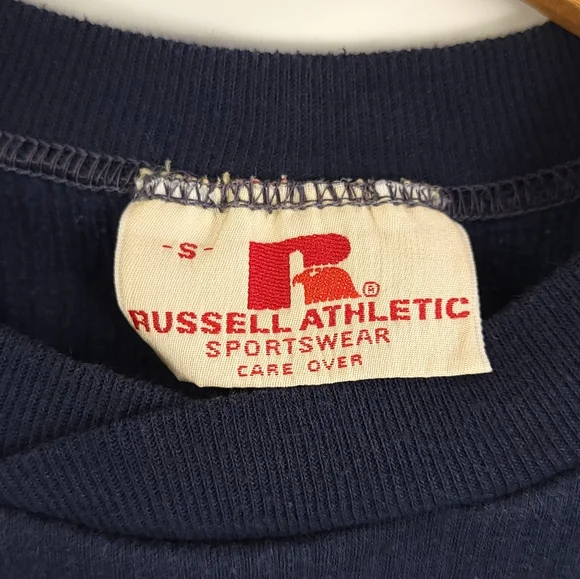 - S -
R ®
RUSSELL ATHLETIC
SPORTSWEAR
CARE OVER